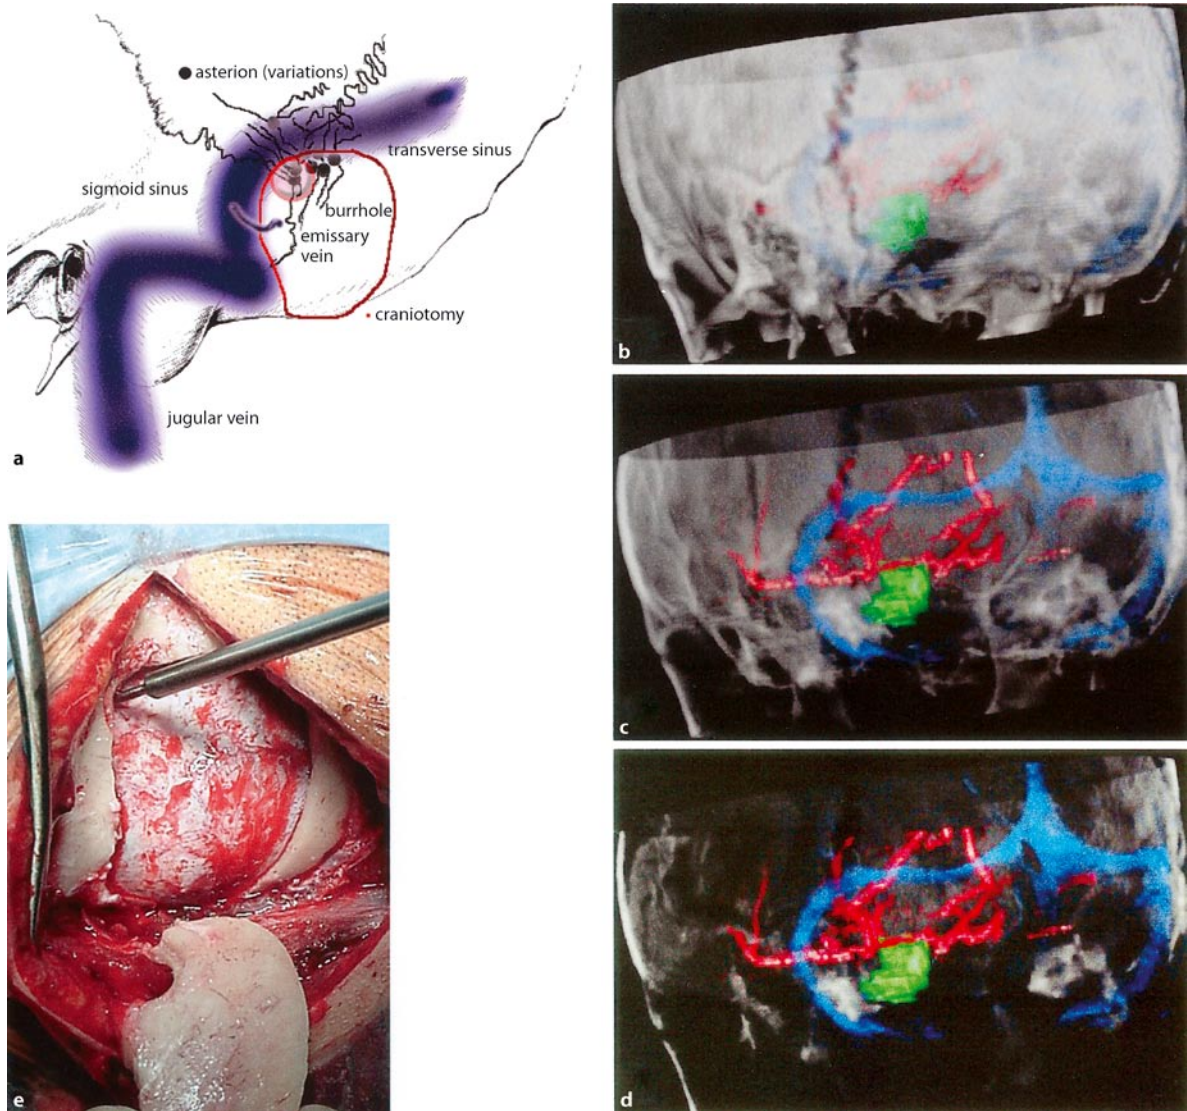 asterion (variations)
transverse sinus
sigmoid sinus
burrhole
emissary
vein
craniotomy
jugular vein
a
b
c
d
e